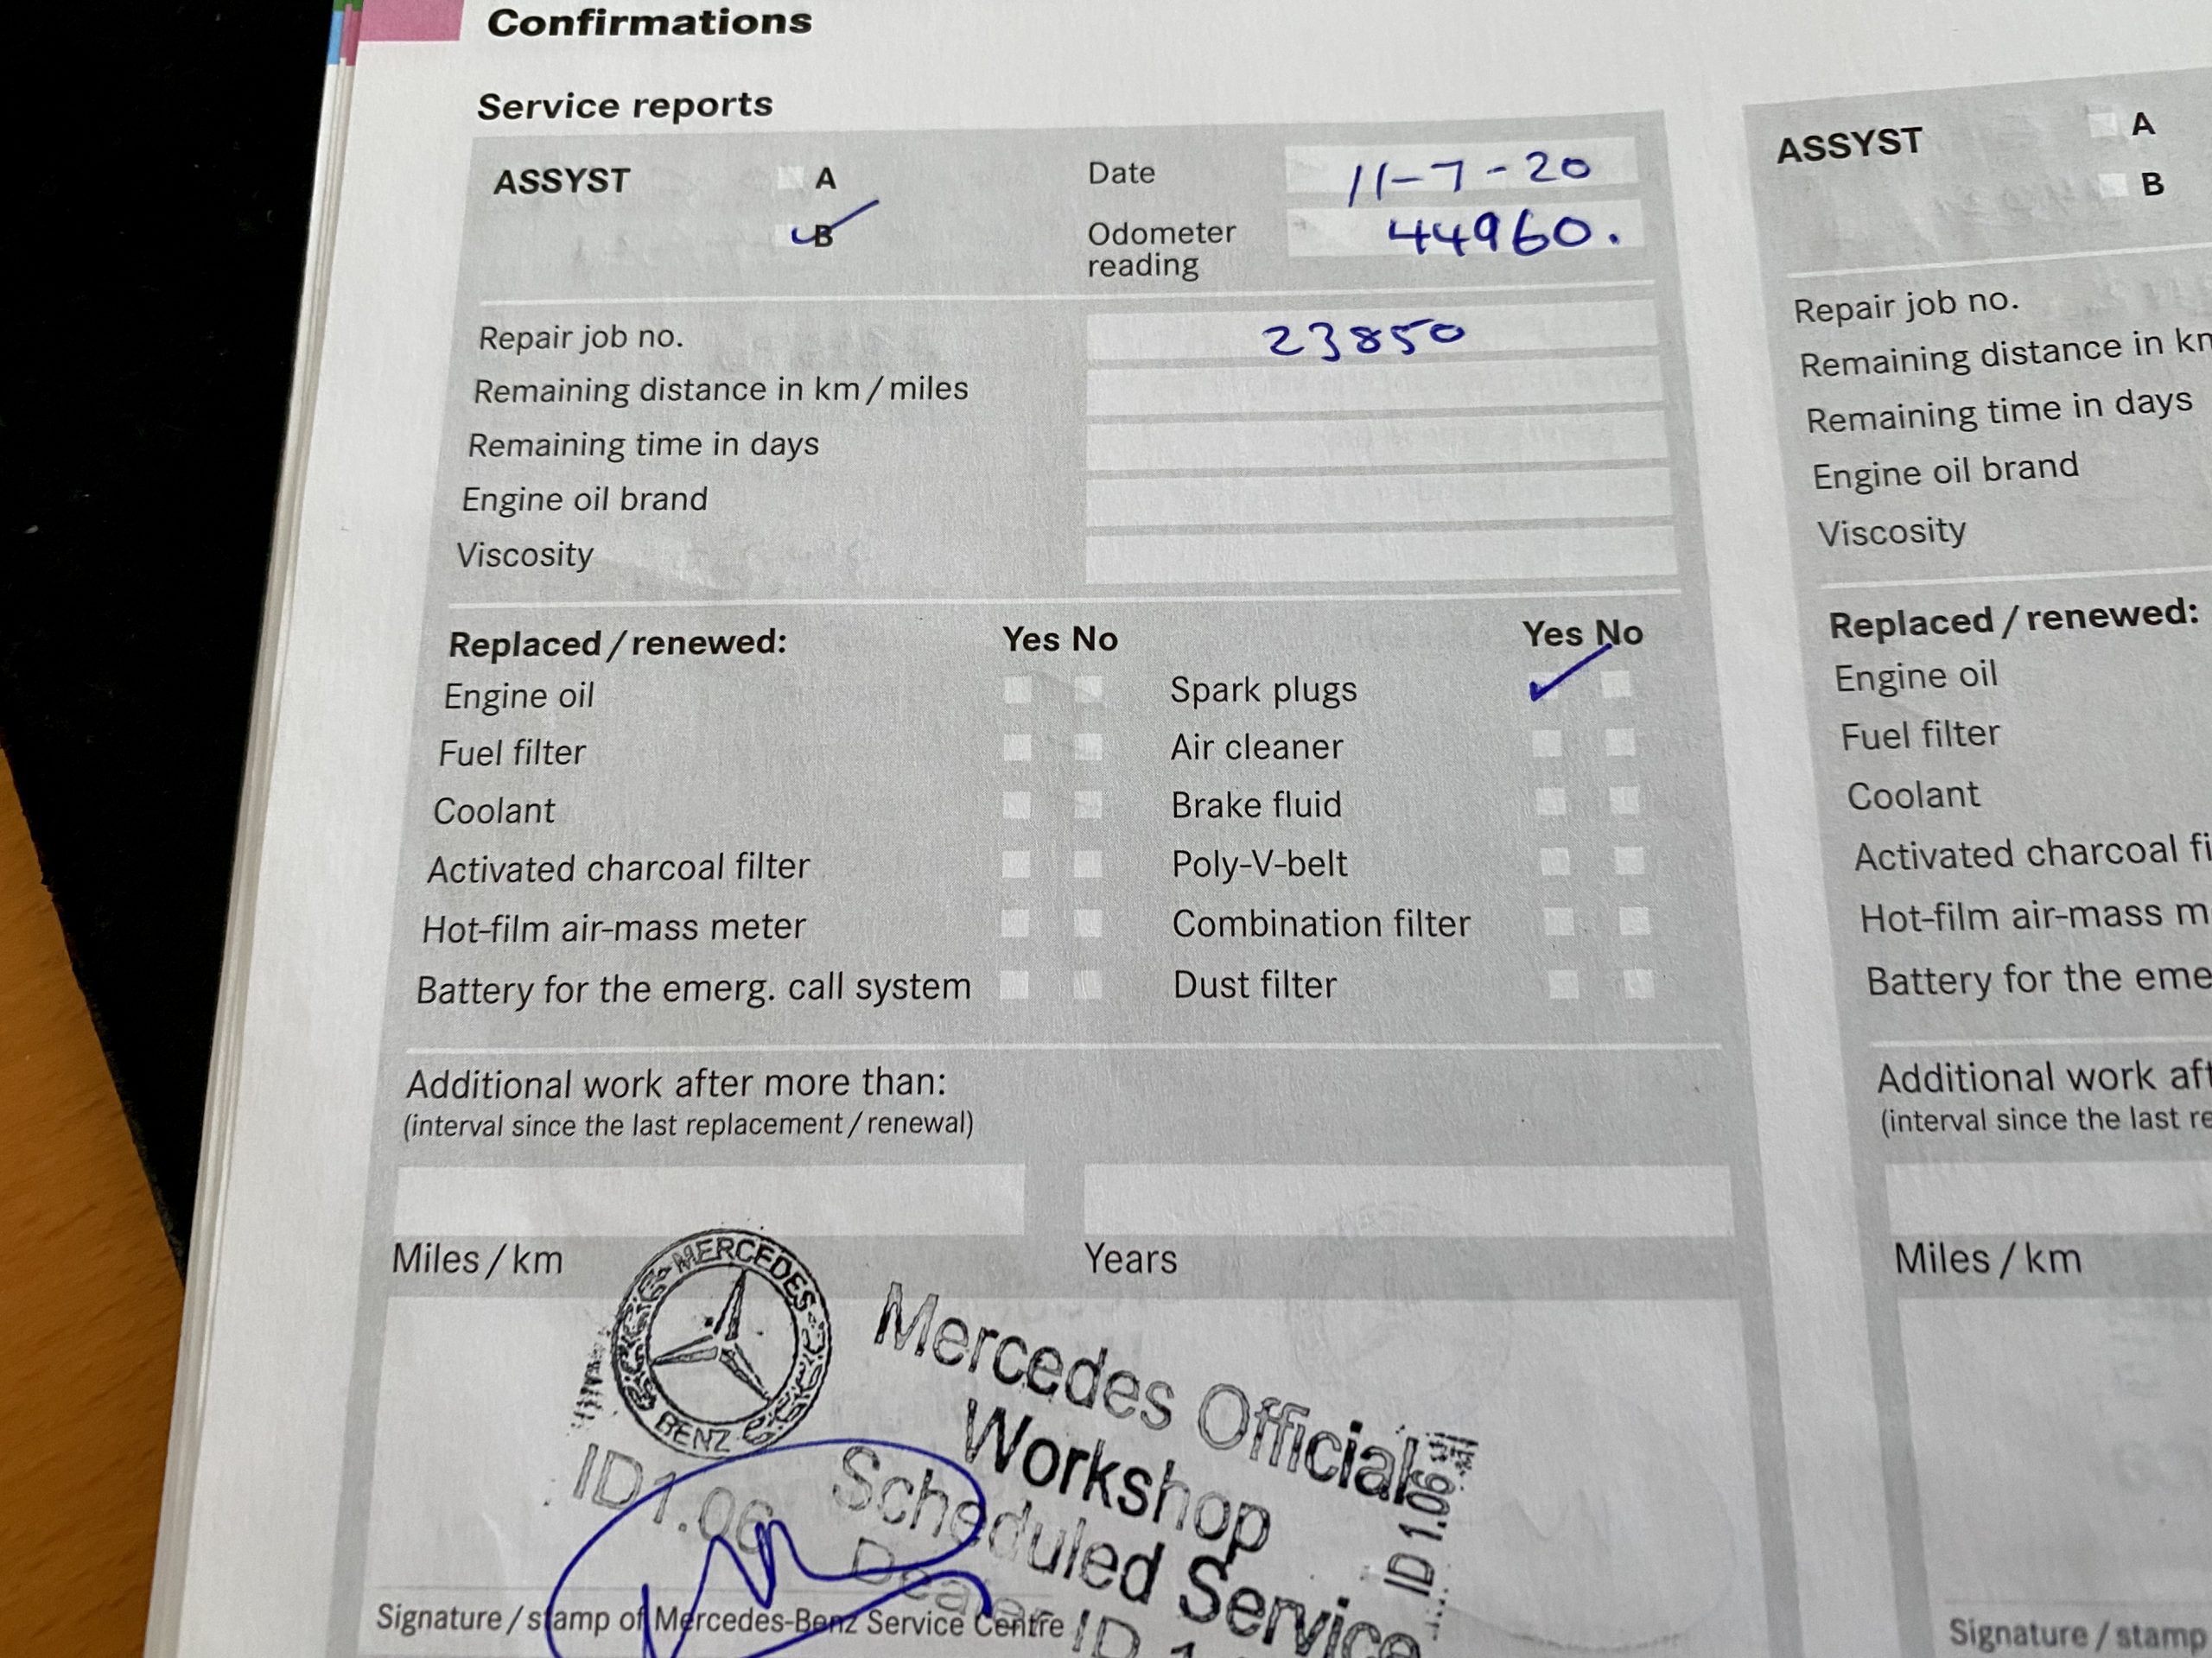 Confirmations
Service reports
ASSYST
A
B
Date 11-7-20
Odometer
reading
44960.
Repair job no. 23850
Remaining distance in km / miles
Remaining time in days
Engine oil brand
Viscosity
Replaced / renewed: Yes No Yes No
Engine oil Spark plugs
Fuel filter Air cleaner
Coolant Brake fluid
Activated charcoal filter Poly-V-belt
Hot-film air-mass meter Combination filter
Battery for the emerg. call system Dust filter
Additional work after more than:
(interval since the last replacement / renewal)
Miles / km Years
MERCEDES
BENZ
Mercedes Official
Workshop
Scheduled Service
Dealer ID
ID1.06
ID 1.06
Signature / stamp of Mercedes-Benz Service Centre
ASSYST
A
B
Repair job no.
Remaining distance in
Remaining time in days
Engine oil brand
Viscosity
Replaced / renewed:
Engine oil
Fuel filter
Coolant
Activated charcoal
Hot-film air-mass
Battery for the
Additional work
(interval since the last
Miles / km
Signature / stamp